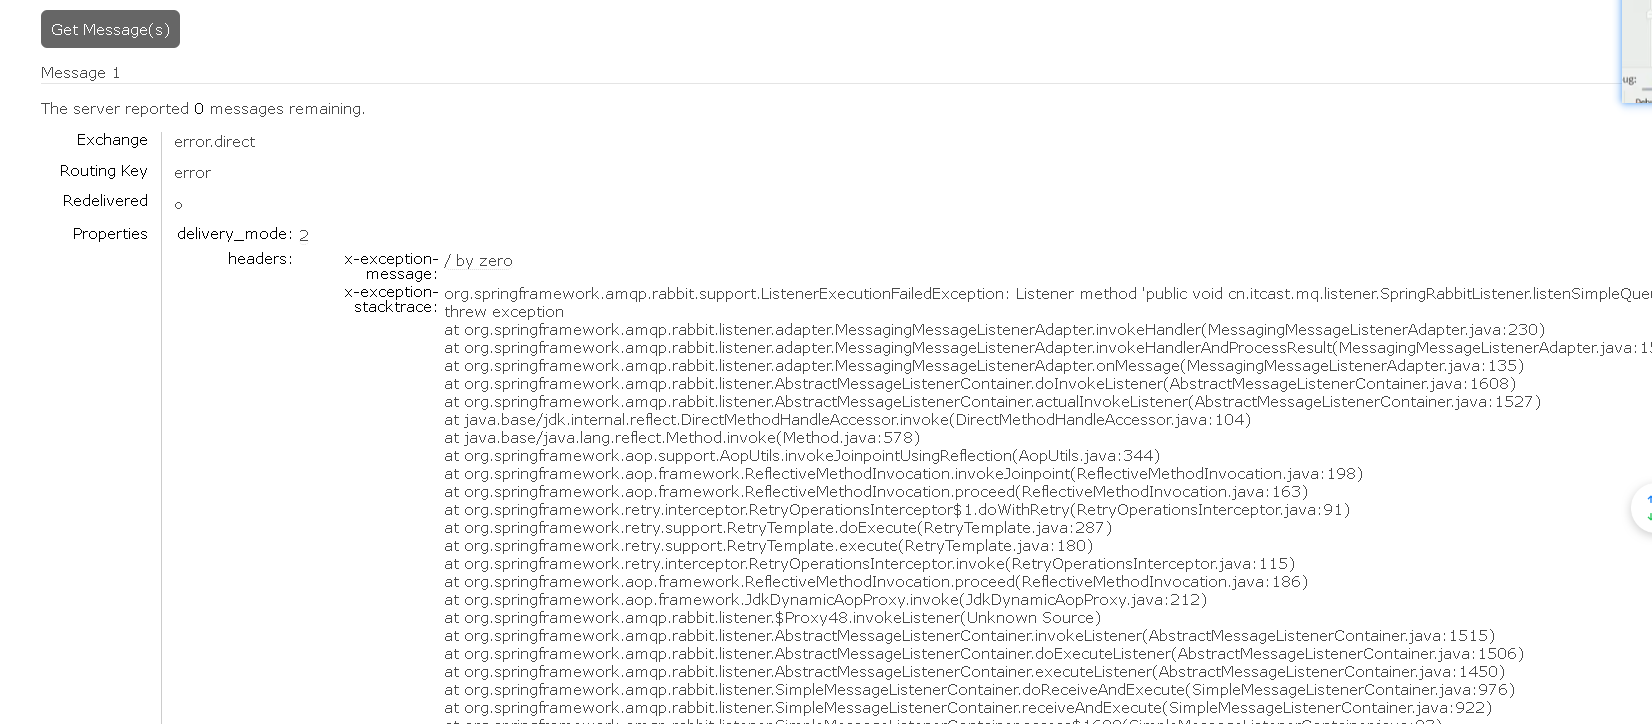 Get Message(s)
Message 1
ug:
The server reported 0 messages remaining.
Exchange error.direct
Routing Key error
Redelivered ○
Properties delivery_mode: 2
headers: x-exception-message: / by zero
x-exception-stacktrace: org.springframework.amqp.rabbit.support.ListenerExecutionFailedException: Listener method 'public void cn.itcast.mq.listener.SpringRabbitListener.listenSimpleQue
threw exception
at org.springframework.amqp.rabbit.listener.adapter.MessagingMessageListenerAdapter.invokeHandler(MessagingMessageListenerAdapter.java:230)
at org.springframework.amqp.rabbit.listener.adapter.MessagingMessageListenerAdapter.invokeHandlerAndProcessResult(MessagingMessageListenerAdapter.java:1
at org.springframework.amqp.rabbit.listener.adapter.MessagingMessageListenerAdapter.onMessage(MessagingMessageListenerAdapter.java:135)
at org.springframework.amqp.rabbit.listener.AbstractMessageListenerContainer.doInvokeListener(AbstractMessageListenerContainer.java:1608)
at org.springframework.amqp.rabbit.listener.AbstractMessageListenerContainer.actualInvokeListener(AbstractMessageListenerContainer.java:1527)
at java.base/jdk.internal.reflect.DirectMethodHandleAccessor.invoke(DirectMethodHandleAccessor.java:104)
at java.base/java.lang.reflect.Method.invoke(Method.java:578)
at org.springframework.aop.support.AopUtils.invokeJoinpointUsingReflection(AopUtils.java:344)
at org.springframework.aop.framework.ReflectiveMethodInvocation.invokeJoinpoint(ReflectiveMethodInvocation.java:198)
at org.springframework.aop.framework.ReflectiveMethodInvocation.proceed(ReflectiveMethodInvocation.java:163)
at org.springframework.retry.interceptor.RetryOperationsInterceptor$1.doWithRetry(RetryOperationsInterceptor.java:91)
at org.springframework.retry.support.RetryTemplate.doExecute(RetryTemplate.java:287)
at org.springframework.retry.support.RetryTemplate.execute(RetryTemplate.java:180)
at org.springframework.retry.interceptor.RetryOperationsInterceptor.invoke(RetryOperationsInterceptor.java:115)
at org.springframework.aop.framework.ReflectiveMethodInvocation.proceed(ReflectiveMethodInvocation.java:186)
at org.springframework.aop.framework.JdkDynamicAopProxy.invoke(JdkDynamicAopProxy.java:212)
at org.springframework.amqp.rabbit.listener.$Proxy48.invokeListener(Unknown Source)
at org.springframework.amqp.rabbit.listener.AbstractMessageListenerContainer.invokeListener(AbstractMessageListenerContainer.java:1515)
at org.springframework.amqp.rabbit.listener.AbstractMessageListenerContainer.doExecuteListener(AbstractMessageListenerContainer.java:1506)
at org.springframework.amqp.rabbit.listener.AbstractMessageListenerContainer.executeListener(AbstractMessageListenerContainer.java:1450)
at org.springframework.amqp.rabbit.listener.SimpleMessageListenerContainer.doReceiveAndExecute(SimpleMessageListenerContainer.java:976)
at org.springframework.amqp.rabbit.listener.SimpleMessageListenerContainer.receiveAndExecute(SimpleMessageListenerContainer.java:922)